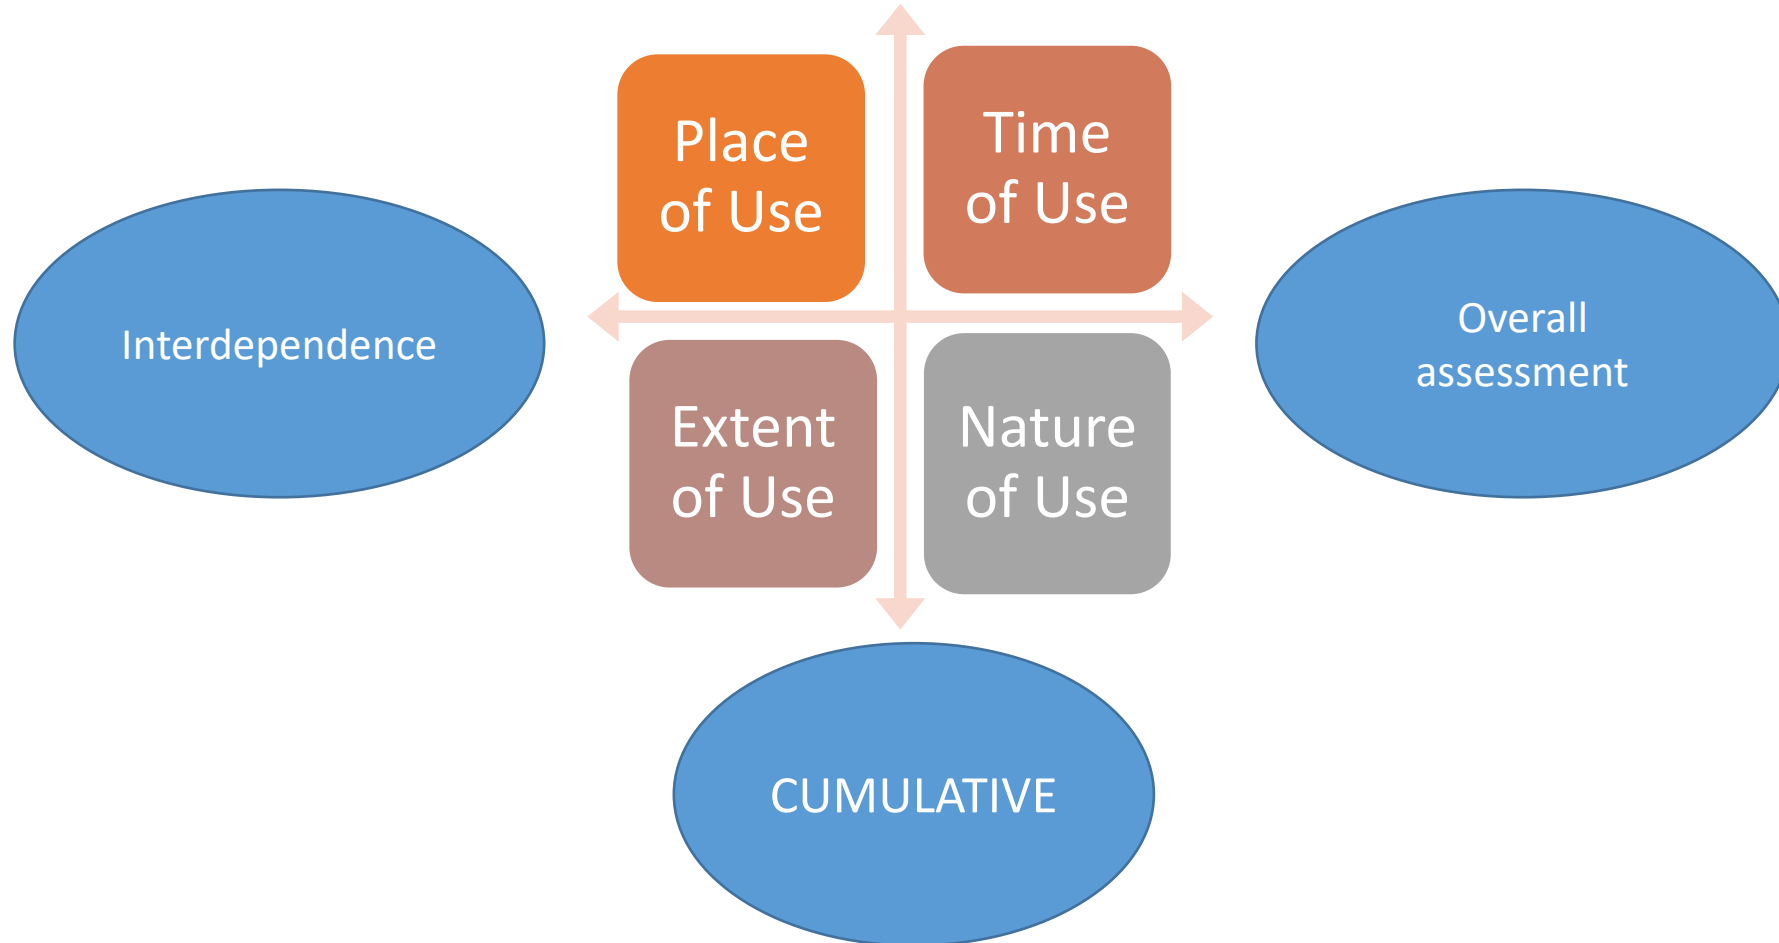 Place
of Use
Time
of Use
Interdependence
Overall
assessment
Extent
of Use
Nature
of Use
CUMULATIVE